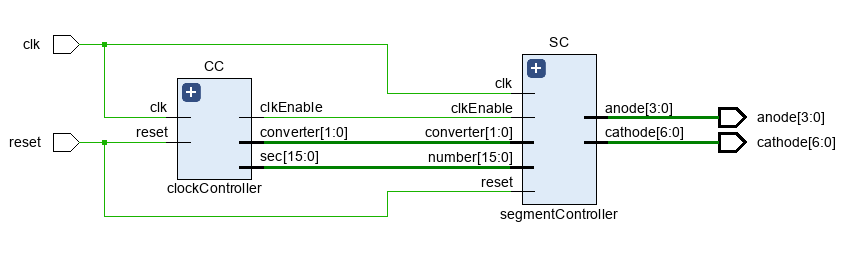 SC
clk
CC
clk
clk
clkEnable
clkEnable
anode[3:0]
anode[3:0]
reset
converter[1:0]
converter[1:0]
cathode[6:0]
cathode[6:0]
reset
sec[15:0]
number[15:0]
reset
clockController
segmentController